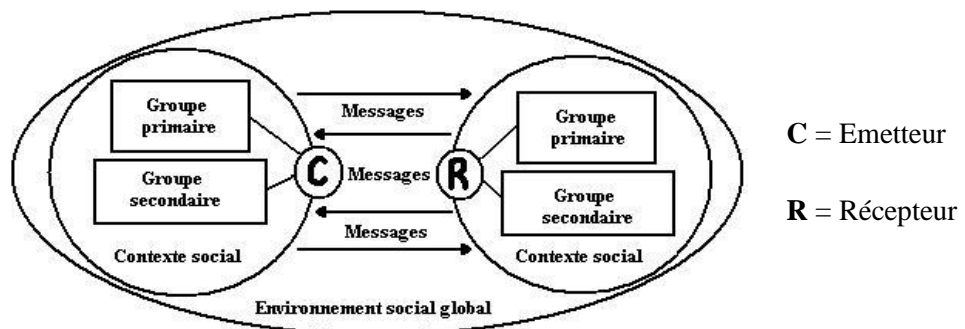 Groupe
primaire
Groupe
secondaire
Contexte social
C
Messages
Messages
Messages
R
Groupe
primaire
Groupe
secondaire
Contexte social
Environnement social global
C = Emetteur
R = Récepteur